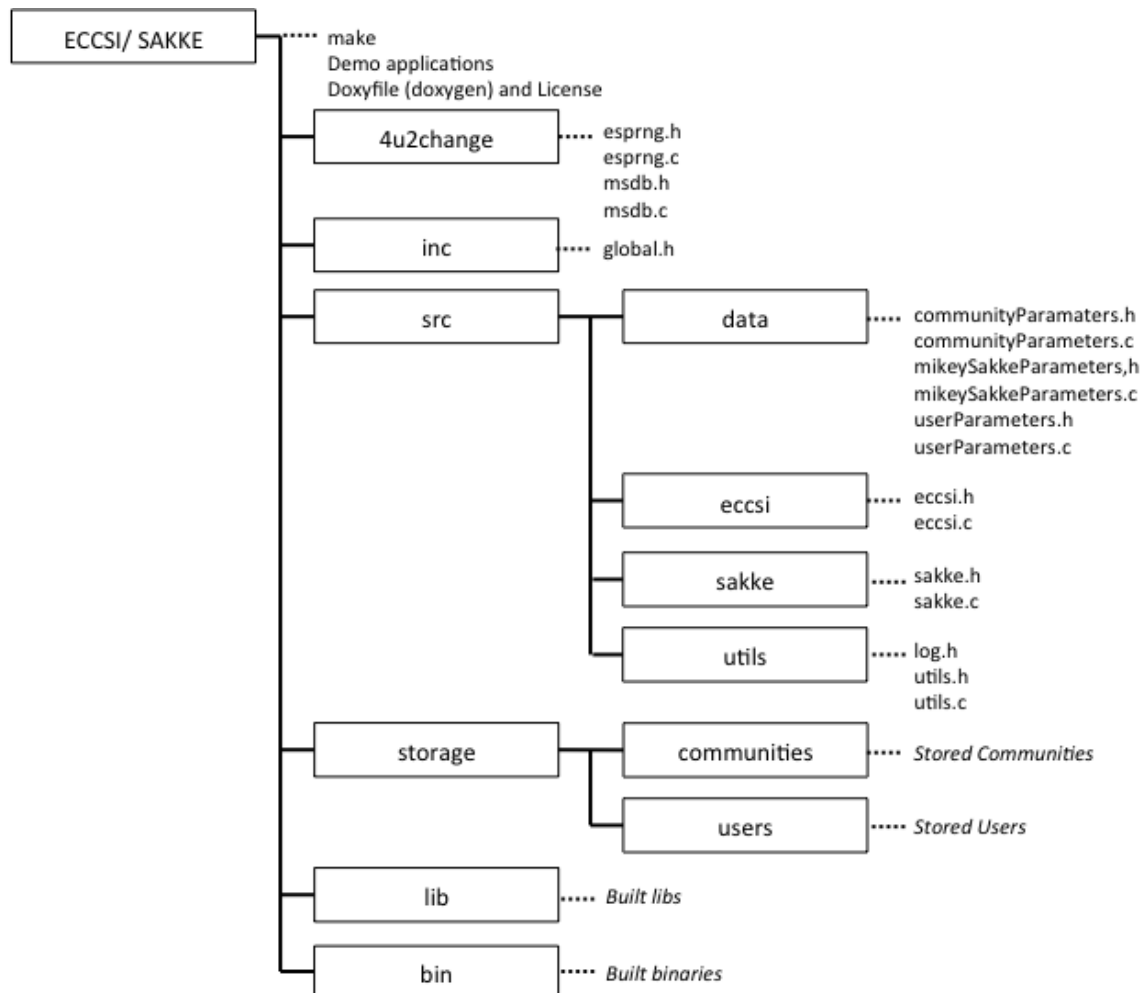 ECCSI/ SAKKE
make
Demo applications
Doxyfile (doxygen) and License
4u2change
esprng.h
esprng.c
msdb.h
msdb.c
inc
global.h
src
data
communityParamaters.h
communityParameters.c
mikeySakkeParameters,h
mikeySakkeParameters.c
userParameters.h
userParameters.c
eccsi
eccsi.h
eccsi.c
sakke
sakke.h
sakke.c
utils
log.h
utils.h
utils.c
storage
communities
Stored Communities
users
Stored Users
lib
Built libs
bin
Built binaries